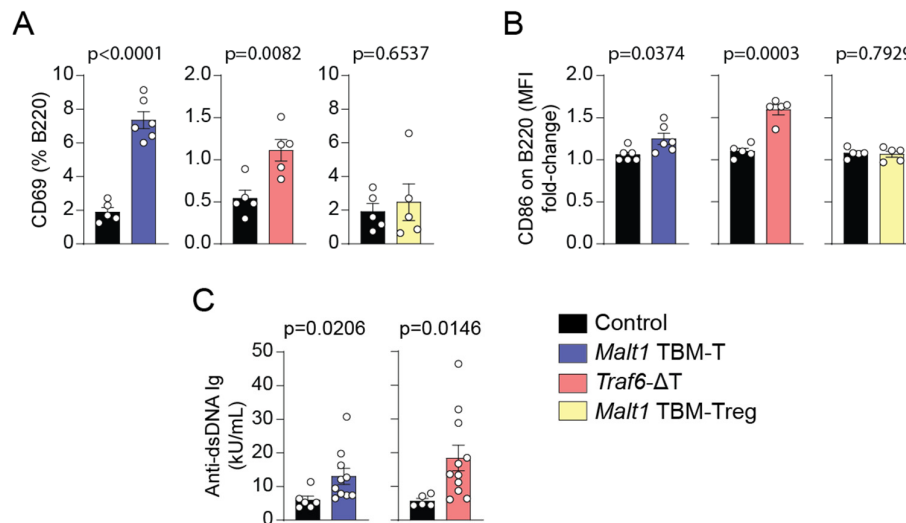 A
p<0.0001
p=0.0082
p=0.6537
CD69 (% B220)
10
8
6
4
2
0
2.0
1.5
1.0
0.5
0.0
10
8
6
4
2
0
B
p=0.0374
p=0.0003
p=0.7929
CD86 on B220 (MFI
fold-change)
2.0
1.5
1.0
0.5
0.0
C
p=0.0206
p=0.0146
Anti-dsDNA Ig
(kU/mL)
50
40
30
20
10
0
Control
Malt1 TBM-T
Traf6-ΔT
Malt1 TBM-Treg